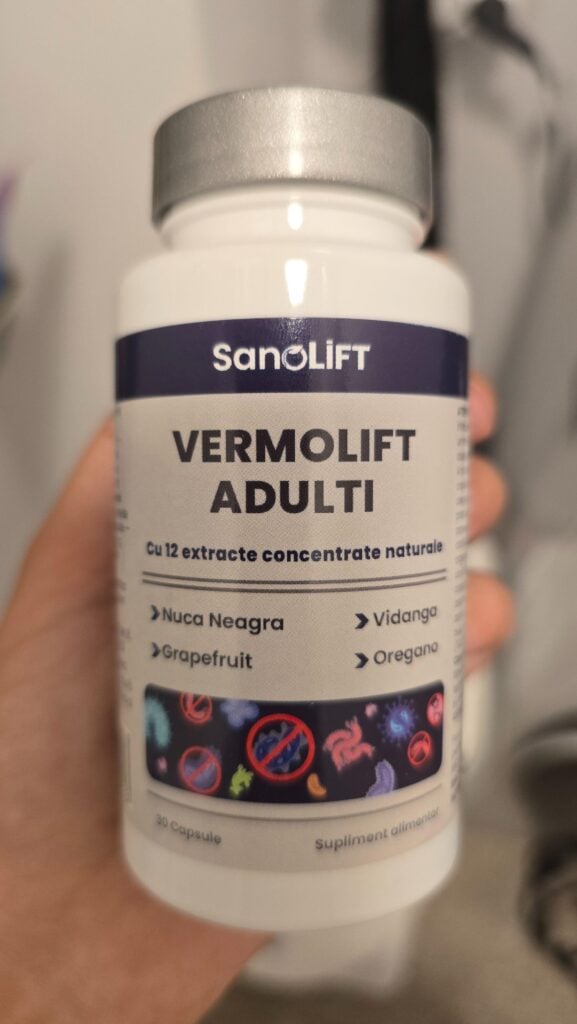 SanoLiFT
VERMOLIFT
ADULTI
Cu 12 extracte concentrate naturale
Nuca Neagra
Vidanga
Grapefruit
Oregano
30 Capsule
Supliment alimentar